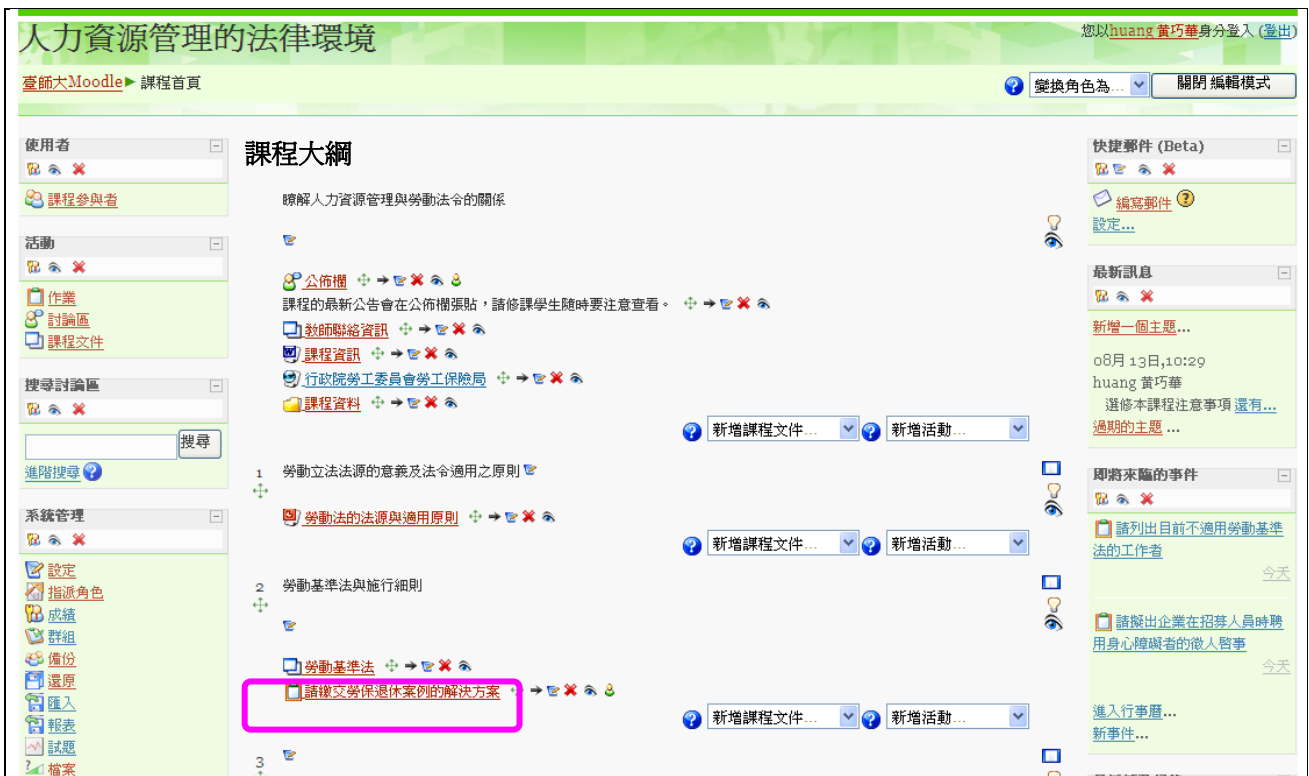 人力資源管理的法律環境
您以huang 黃巧華身分登入 (登出)
臺師大Moodle► 課程首頁
變換角色為...
關閉 編輯模式
使用者
課程參與者
活動
作業
討論區
課程文件
搜尋討論區
搜尋
進階搜尋
系統管理
設定
指派角色
成績
群組
備份
還原
匯入
報表
試題
檔案
課程大綱
瞭解人力資源管理與勞動法令的關係
公佈欄
課程的最新公告會在公佈欄張貼，請修課學生隨時要注意查看。
教師聯絡資訊
課程資訊
行政院勞工委員會勞工保險局
課程資料
新增課程文件... 新增活動...
1 勞動立法法源的意義及法令適用之原則
勞動法的法源與適用原則
新增課程文件... 新增活動...
2 勞動基準法與施行細則
勞動基準法
請繳交勞保退休案例的解決方案
新增課程文件... 新增活動...
3
快捷郵件 (Beta)
編寫郵件
設定...
最新訊息
新增一個主題...
08月 13日,10:29
huang 黃巧華
選修本課程注意事項 還有...
過期的主題 ...
即將來臨的事件
請列出目前不適用勞動基準
法的工作者
今天
請擬出企業在招募人員時聘
用身心障礙者的徵人啓事
今天
進入行事曆...
新事件...